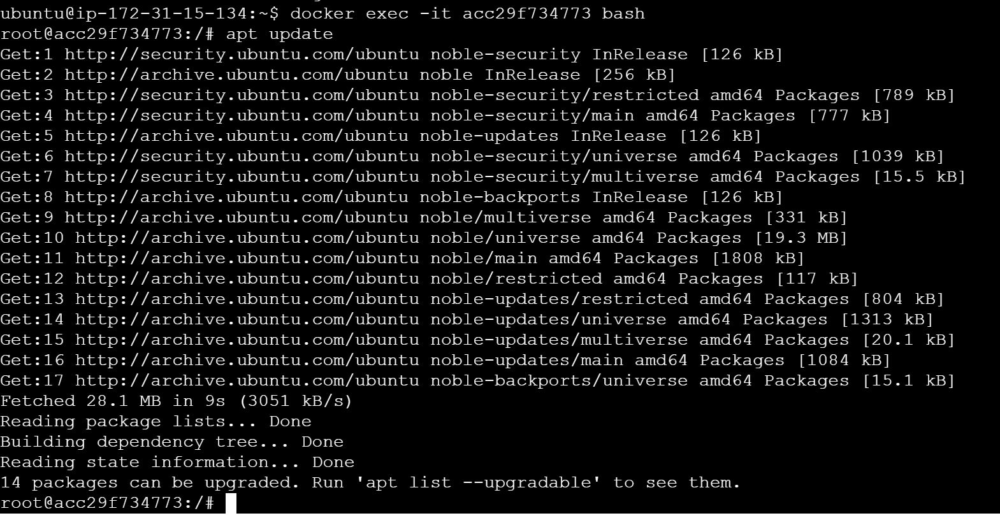 ubuntu@ip-172-31-15-134:~$ docker exec -it acc29f734773 bash
root@acc29f734773:/# apt update
Get:1 http://security.ubuntu.com/ubuntu noble-security InRelease [126 kB]
Get:2 http://archive.ubuntu.com/ubuntu noble InRelease [256 kB]
Get:3 http://security.ubuntu.com/ubuntu noble-security/restricted amd64 Packages [789 kB]
Get:4 http://security.ubuntu.com/ubuntu noble-security/main amd64 Packages [777 kB]
Get:5 http://archive.ubuntu.com/ubuntu noble-updates InRelease [126 kB]
Get:6 http://security.ubuntu.com/ubuntu noble-security/universe amd64 Packages [1039 kB]
Get:7 http://security.ubuntu.com/ubuntu noble-security/multiverse amd64 Packages [15.5 kB]
Get:8 http://archive.ubuntu.com/ubuntu noble-backports InRelease [126 kB]
Get:9 http://archive.ubuntu.com/ubuntu noble/multiverse amd64 Packages [331 kB]
Get:10 http://archive.ubuntu.com/ubuntu noble/universe amd64 Packages [19.3 MB]
Get:11 http://archive.ubuntu.com/ubuntu noble/main amd64 Packages [1808 kB]
Get:12 http://archive.ubuntu.com/ubuntu noble/restricted amd64 Packages [117 kB]
Get:13 http://archive.ubuntu.com/ubuntu noble-updates/restricted amd64 Packages [804 kB]
Get:14 http://archive.ubuntu.com/ubuntu noble-updates/universe amd64 Packages [1313 kB]
Get:15 http://archive.ubuntu.com/ubuntu noble-updates/multiverse amd64 Packages [20.1 kB]
Get:16 http://archive.ubuntu.com/ubuntu noble-updates/main amd64 Packages [1084 kB]
Get:17 http://archive.ubuntu.com/ubuntu noble-backports/universe amd64 Packages [15.1 kB]
Fetched 28.1 MB in 9s (3051 kB/s)
Reading package lists... Done
Building dependency tree... Done
Reading state information... Done
14 packages can be upgraded. Run 'apt list --upgradable' to see them.
root@acc29f734773:/#